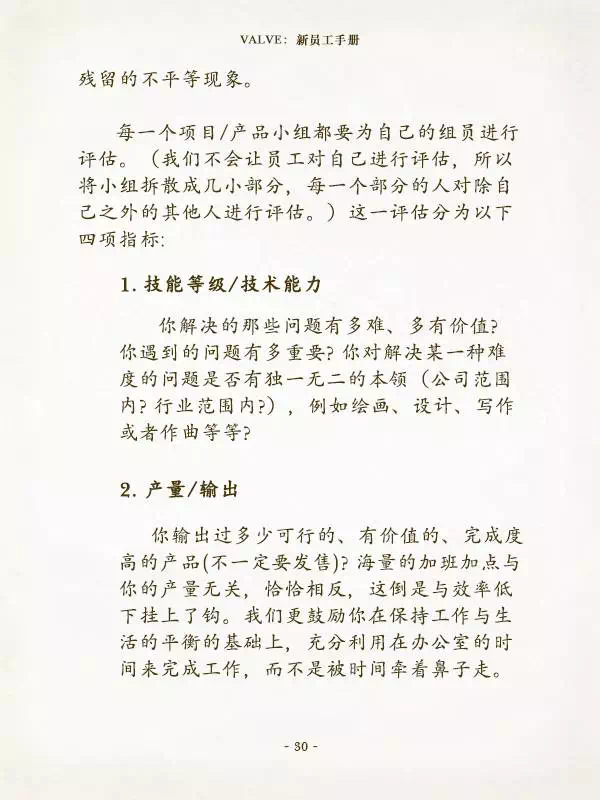 VALVE：新员工手册
残留的不平等现象。
每一个项目/产品小组都要为自己的组员进行
评估。（我们不会让员工对自己进行评估，所以
将小组拆散成几小部分，每一个部分的人对除自
己之外的其他人进行评估。）这一评估分为以下
四项指标:
1. 技能等级/技术能力
你解决的那些问题有多难、多有价值?
你遇到的问题有多重要? 你对解决某一种难
度的问题是否有独一无二的本领（公司范围
内? 行业范围内?），例如绘画、设计、写作
或者作曲等等?
2. 产量/输出
你输出过多少可行的、有价值的、完成度
高的产品(不一定要发售)? 海量的加班加点与
你的产量无关，恰恰相反，这倒是与效率低
下挂上了钩。我们更鼓励你在保持工作与生
活的平衡的基础上，充分利用在办公室的时
间来完成工作，而不是被时间牵着鼻子走。
- 30 -